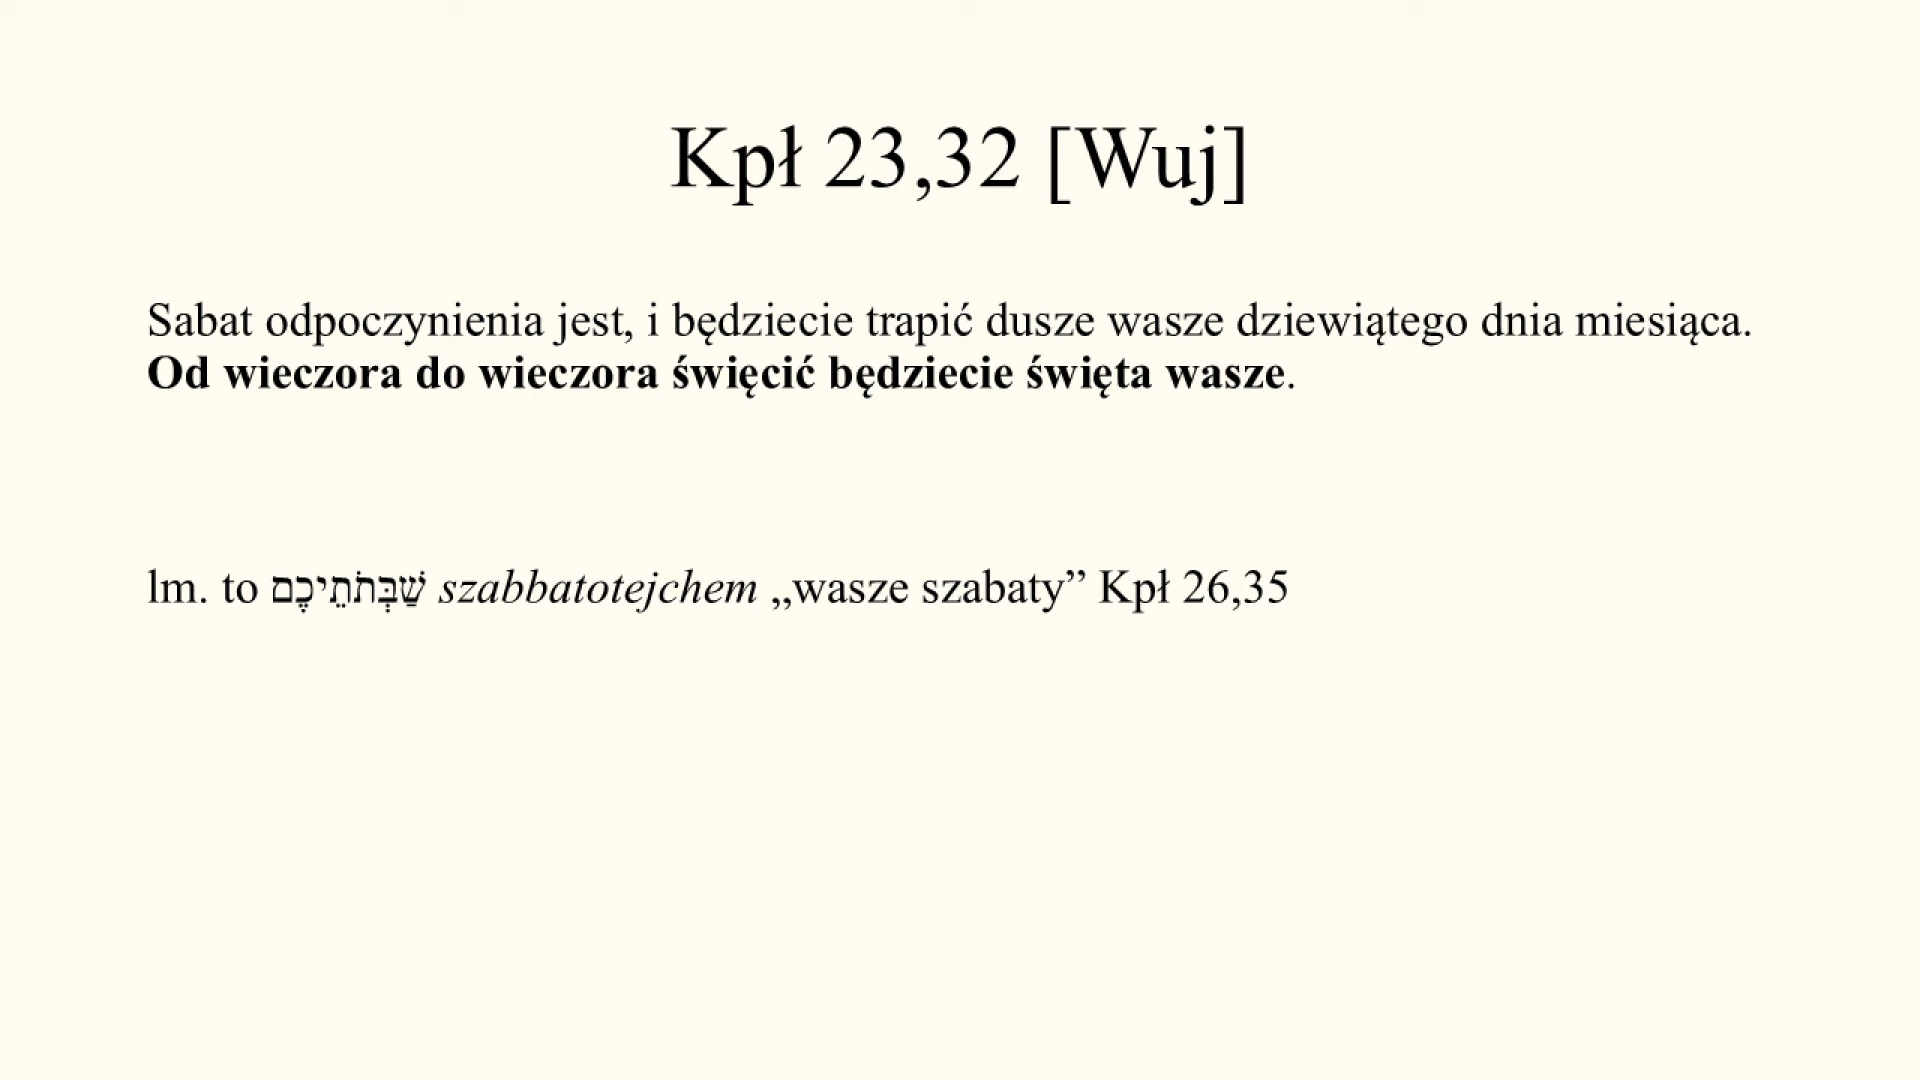 Kpł 23,32 [Wuj]
Sabat odpoczynienia jest, i będziecie trapić dusze wasze dziewiątego dnia miesiąca.
Od wieczora do wieczora święcić będziecie święta wasze.
lm. to שַׁבְּתֹתֵיכֶם szabbatotejchem „wasze szabaty” Kpł 26,35